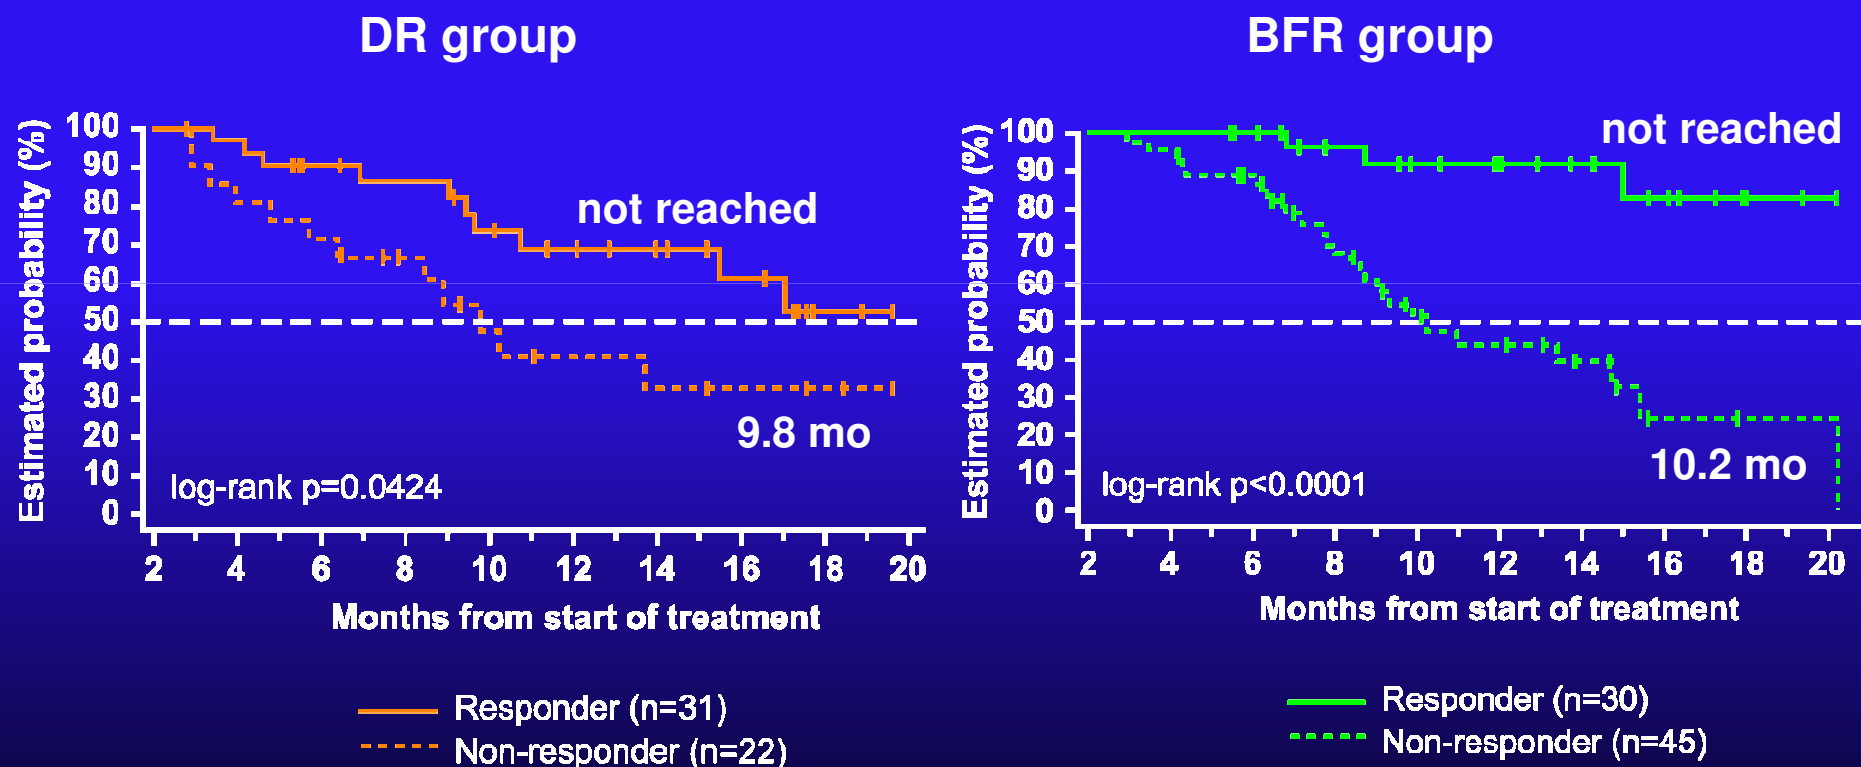 DR group
BFR group
Estimated probability (%)
100
90
80
70
60
50
40
30
20
10
0
not reached
9.8 mo
log-rank p=0.0424
2 4 6 8 10 12 14 16 18 20
Months from start of treatment
Responder (n=31)
Non-responder (n=22)
Estimated probability (%)
100
90
80
70
60
50
40
30
20
10
0
not reached
10.2 mo
log-rank p<0.0001
2 4 6 8 10 12 14 16 18 20
Months from start of treatment
Responder (n=30)
Non-responder (n=45)